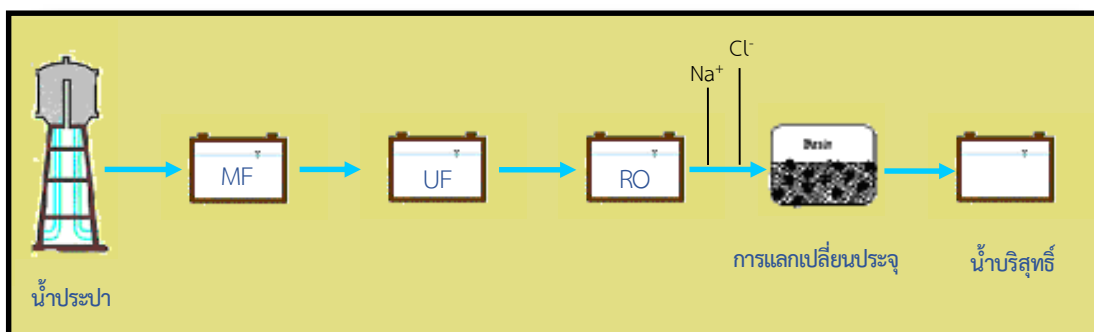 Cl-
Na+
MF
UF
RO
Resin
การแลกเปลี่ยนประจุ
น้ำบริสุทธิ์
น้ำประปา